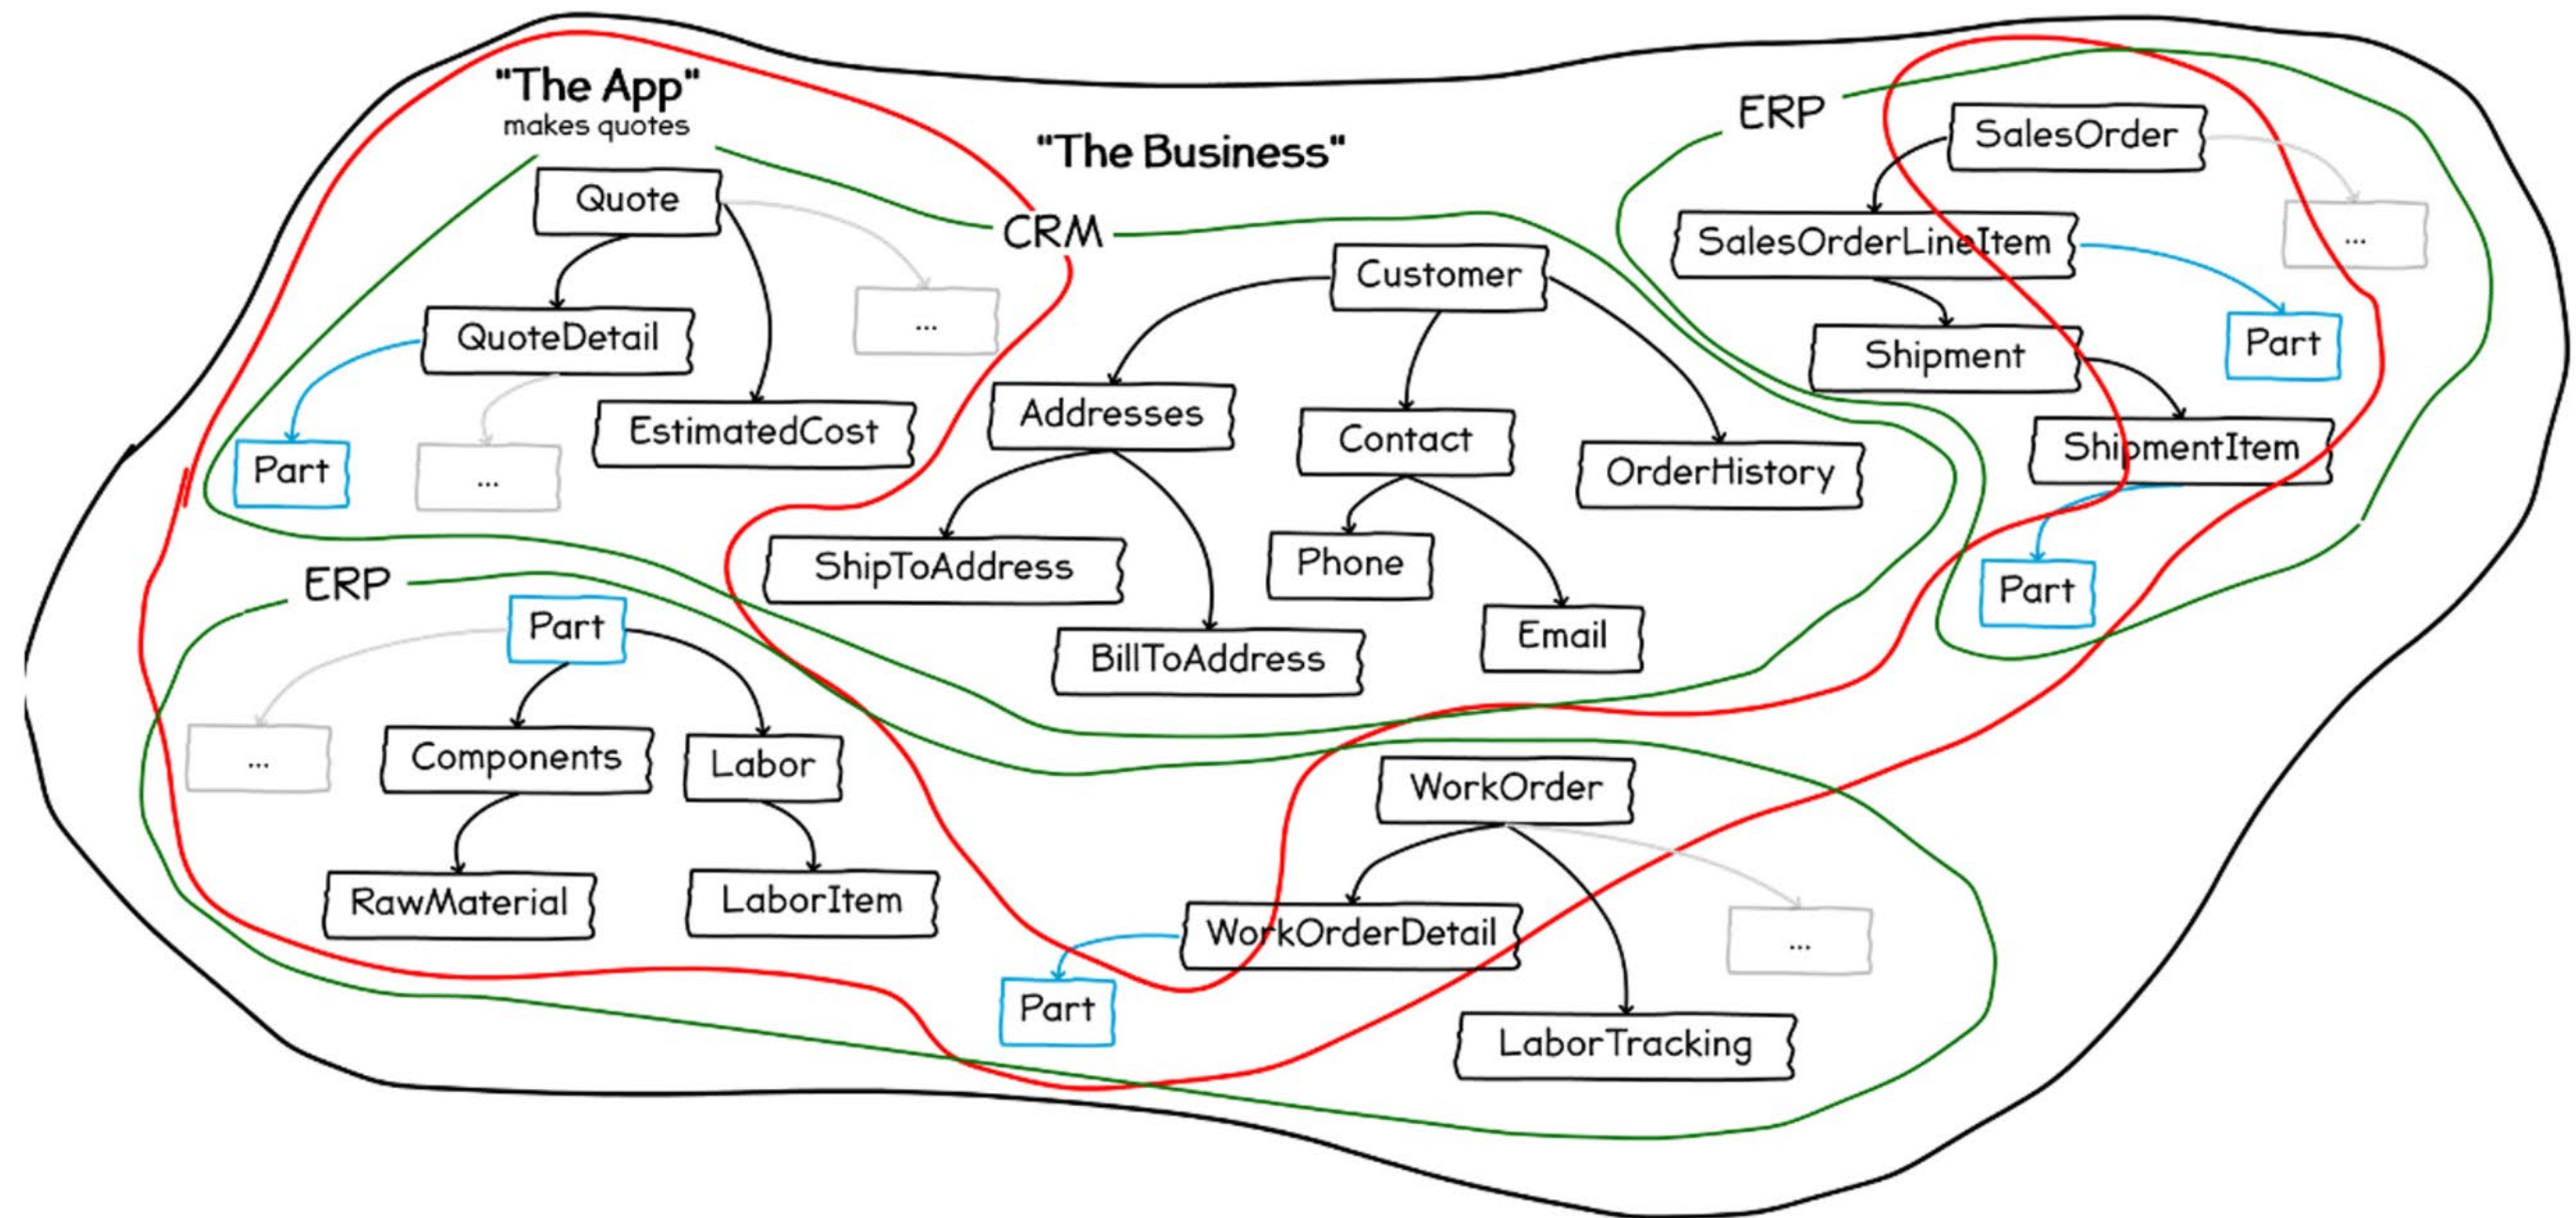 "The App"
makes quotes
Quote
QuoteDetail
...
Part
...
EstimatedCost
"The Business"
CRM
Customer
Addresses
Contact
OrderHistory
ShipToAddress
Phone
BillToAddress
Email
ERP
SalesOrder
SalesOrderLineItem
...
Shipment
Part
ShipmentItem
Part
ERP
Part
...
Components
Labor
RawMaterial
LaborItem
WorkOrder
WorkOrderDetail
...
Part
LaborTracking